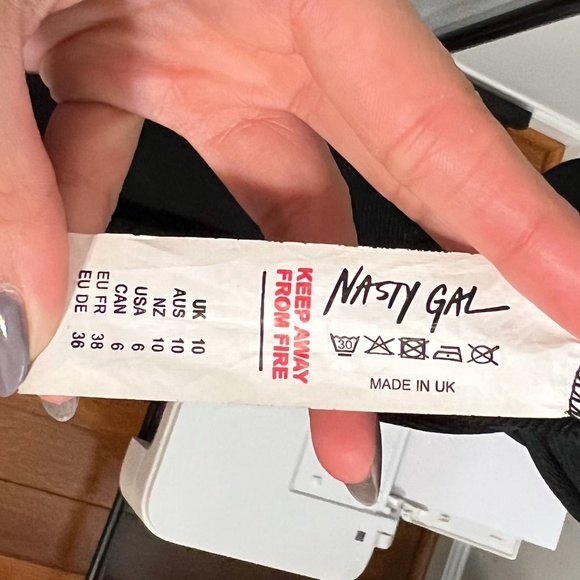 NASTY GAL
30
MADE IN UK
KEEP AWAY
FROM FIRE
UK 10
AUS 10
NZ 10
USA 6
CAN 6
EU FR 38
EU DE 36